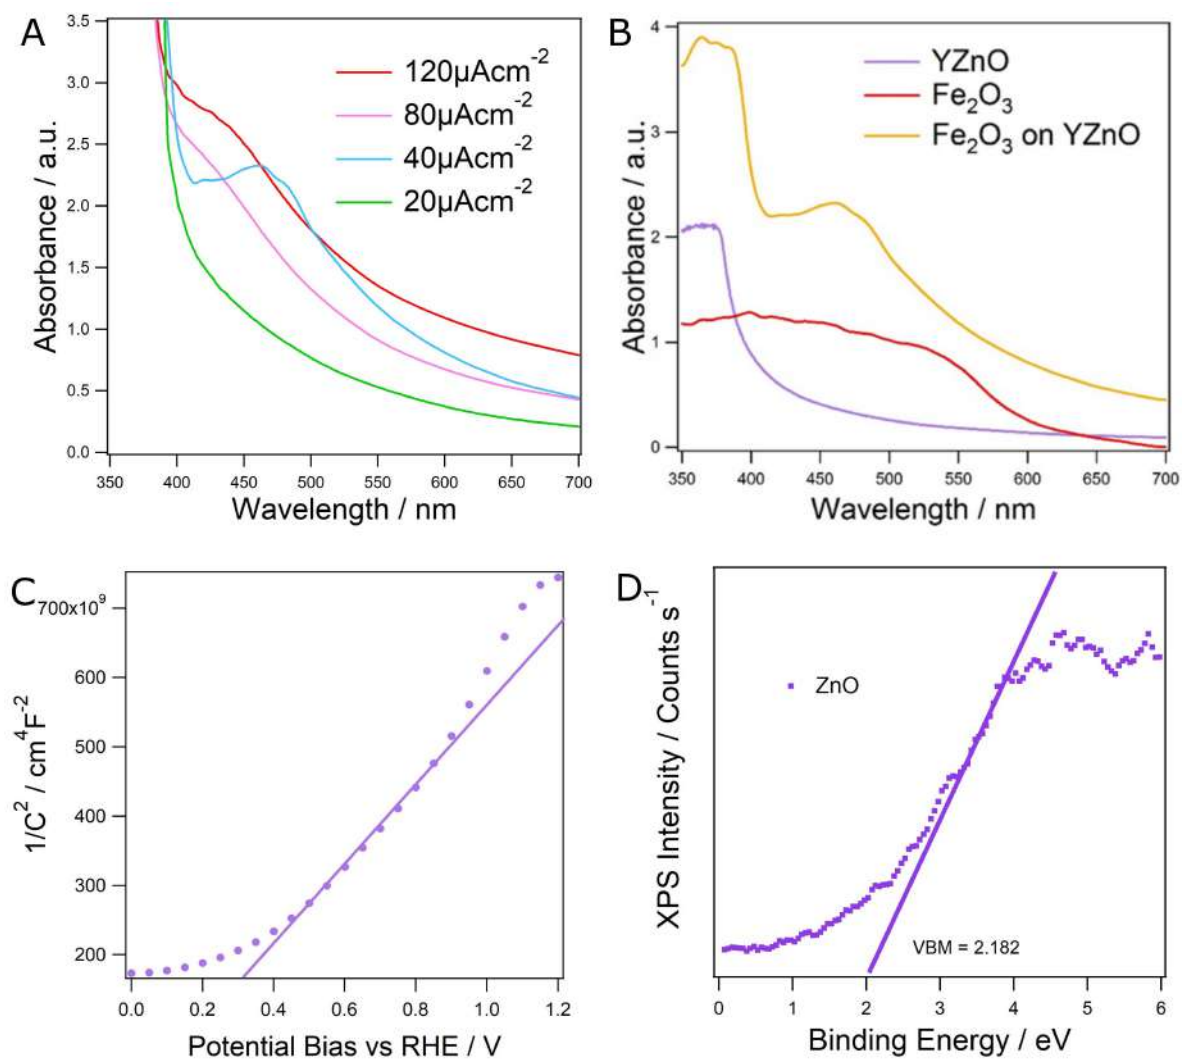 A
3.5
3.0
2.5
2.0
1.5
1.0
0.5
0.0
Absorbance / a.u.
120µAcm-2
80µAcm-2
40µAcm-2
20µAcm-2
350 400 450 500 550 600 650 700
Wavelength / nm
B
4
3
2
1
0
Absorbance / a.u.
YZnO
Fe2O3
Fe2O3 on YZnO
350 400 450 500 550 600 650 700
Wavelength / nm
C
700x10^9
600
500
400
300
200
1/C^2 / cm^4F^-2
0.0 0.2 0.4 0.6 0.8 1.0 1.2
Potential Bias vs RHE / V
D
XPS Intensity / Counts s^-1
ZnO
VBM = 2.182
0 1 2 3 4 5 6
Binding Energy / eV